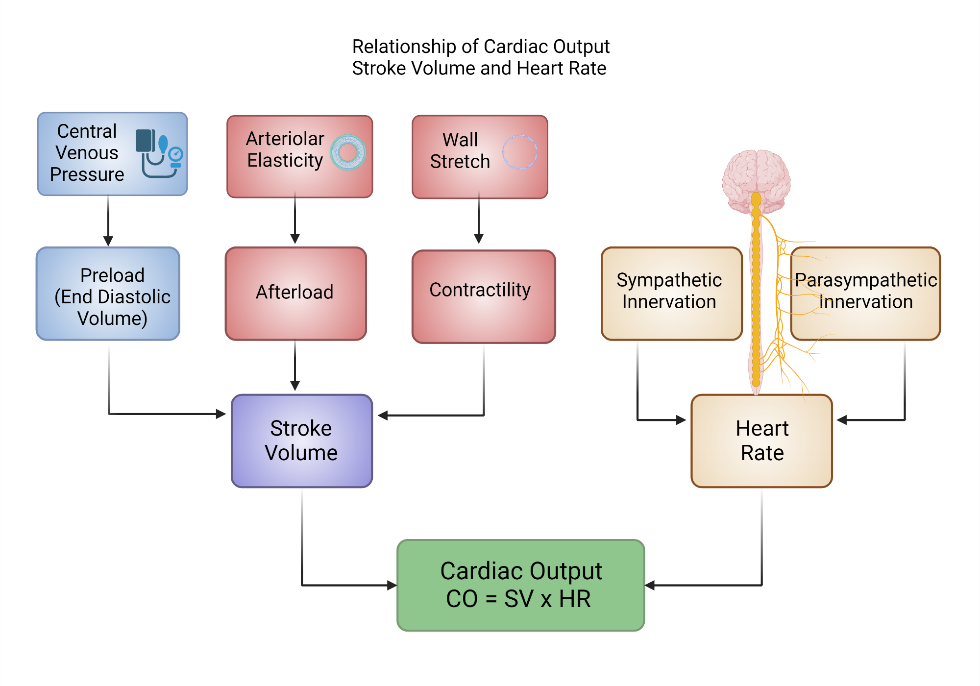 Relationship of Cardiac Output
Stroke Volume and Heart Rate
Central
Venous
Pressure
Arteriolar
Elasticity
Wall
Stretch
Preload
(End Diastolic
Volume)
Afterload
Contractility
Sympathetic
Innervation
Parasympathetic
Innervation
Stroke
Volume
Heart
Rate
Cardiac Output
CO = SV x HR